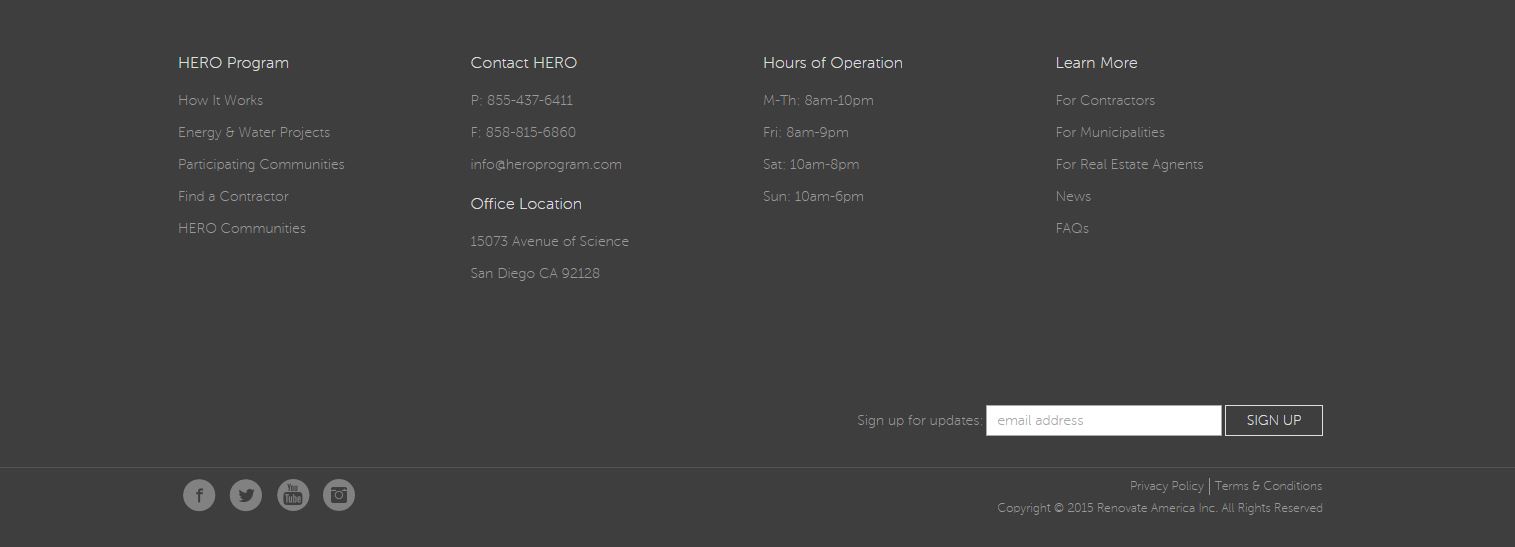 HERO Program
How It Works
Energy & Water Projects
Participating Communities
Find a Contractor
HERO Communities
Contact HERO
P: 855-437-6411
F: 858-815-6860
info@heroprogram.com
Office Location
15073 Avenue of Science
San Diego CA 92128
Hours of Operation
M-Th: 8am-10pm
Fri: 8am-9pm
Sat: 10am-8pm
Sun: 10am-6pm
Learn More
For Contractors
For Municipalities
For Real Estate Agnents
News
FAQs
Sign up for updates: email address SIGN UP
f You Tube
Privacy Policy | Terms & Conditions
Copyright © 2015 Renovate America Inc. All Rights Reserved